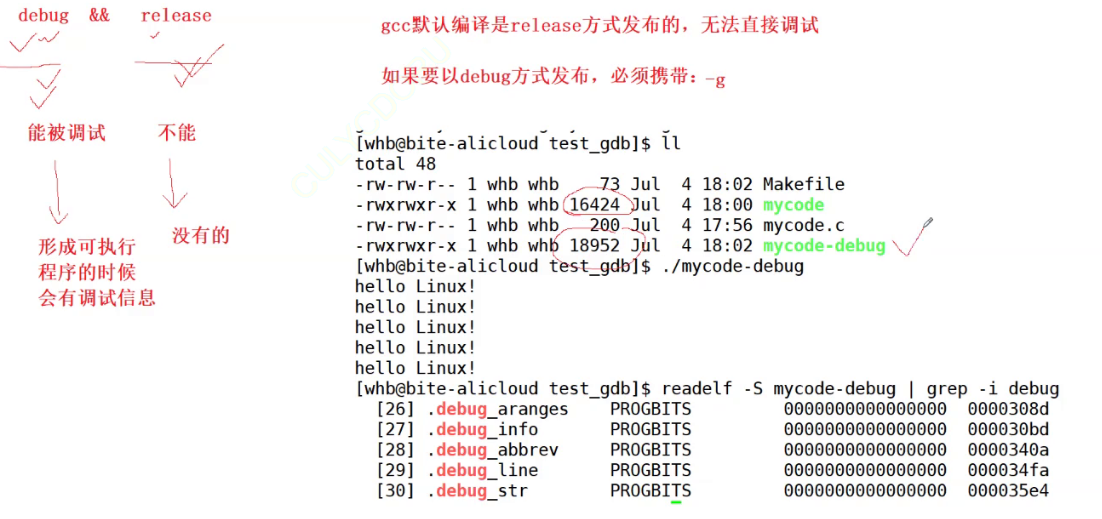 debug && release
能被调试 不能
形成可执行
程序的时候
会有调试信息
没有的
gcc默认编译是release方式发布的，无法直接调试
如果要以debug方式发布，必须携带：-g
[whb@bite-alicloud test_gdb]$ ll
total 48
-rw-rw-r-- 1 whb whb    73 Jul  4 18:02 Makefile
-rwxrwxr-x 1 whb whb 16424 Jul  4 18:00 mycode
-rw-rw-r-- 1 whb whb   200 Jul  4 17:56 mycode.c
-rwxrwxr-x 1 whb whb 18952 Jul  4 18:02 mycode-debug
[whb@bite-alicloud test_gdb]$ ./mycode-debug
hello Linux!
hello Linux!
hello Linux!
hello Linux!
hello Linux!
[whb@bite-alicloud test_gdb]$ readelf -S mycode-debug | grep -i debug
  [26] .debug_aranges    PROGBITS         0000000000000000  0000308d
  [27] .debug_info       PROGBITS         0000000000000000  000030bd
  [28] .debug_abbrev     PROGBITS         0000000000000000  0000340a
  [29] .debug_line       PROGBITS         0000000000000000  000034fa
  [30] .debug_str        PROGBITS         0000000000000000  000035e4